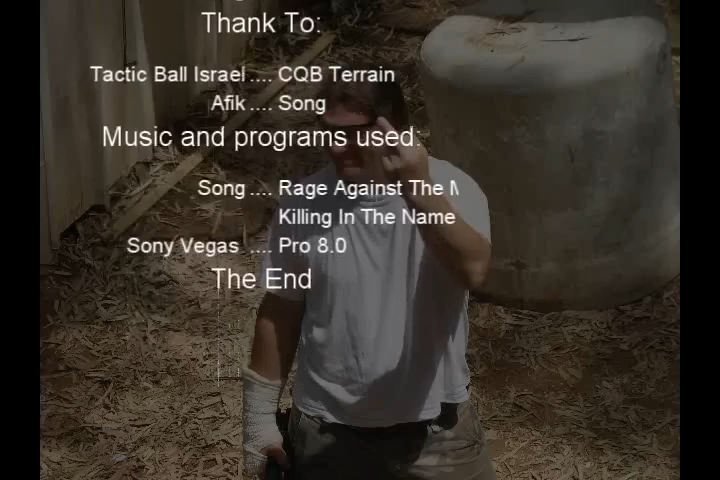 Thank To:
Tactic Ball Israel .... CQB Terrain
Afik .... Song
Music and programs used:
Song .... Rage Against The
Killing In The Name
Sony Vegas .... Pro 8.0
The End